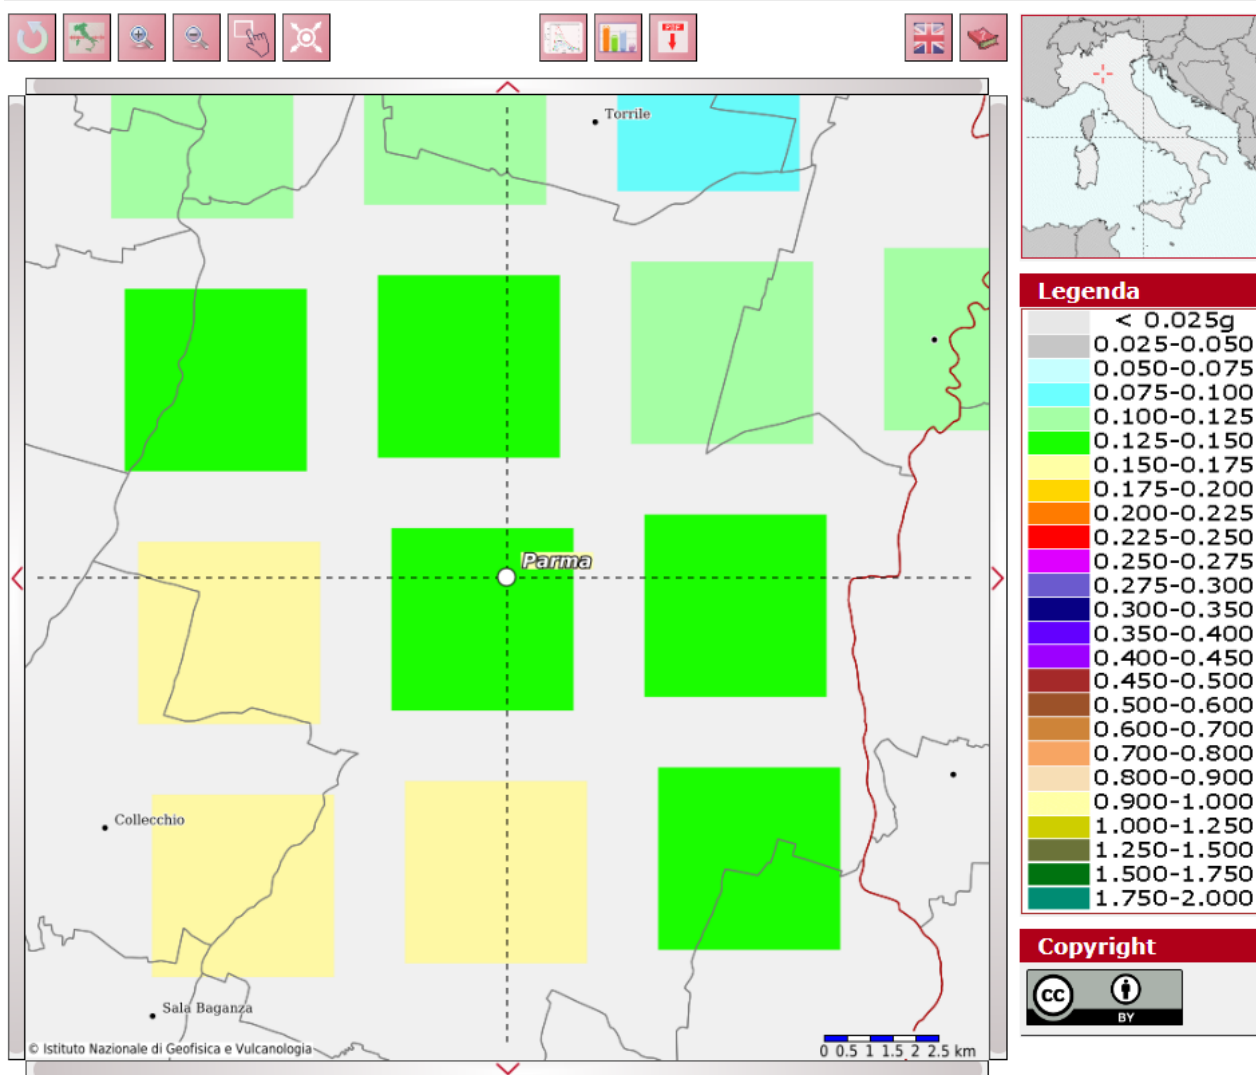 PDF
Torrile
Parma
Collecchio
Sala Baganza
© Istituto Nazionale di Geofisica e Vulcanologia
0 0.5 1 1.5 2 2.5 km
Legenda
< 0.025g
0.025-0.050
0.050-0.075
0.075-0.100
0.100-0.125
0.125-0.150
0.150-0.175
0.175-0.200
0.200-0.225
0.225-0.250
0.250-0.275
0.275-0.300
0.300-0.350
0.350-0.400
0.400-0.450
0.450-0.500
0.500-0.600
0.600-0.700
0.700-0.800
0.800-0.900
0.900-1.000
1.000-1.250
1.250-1.500
1.500-1.750
1.750-2.000
Copyright
cc
BY